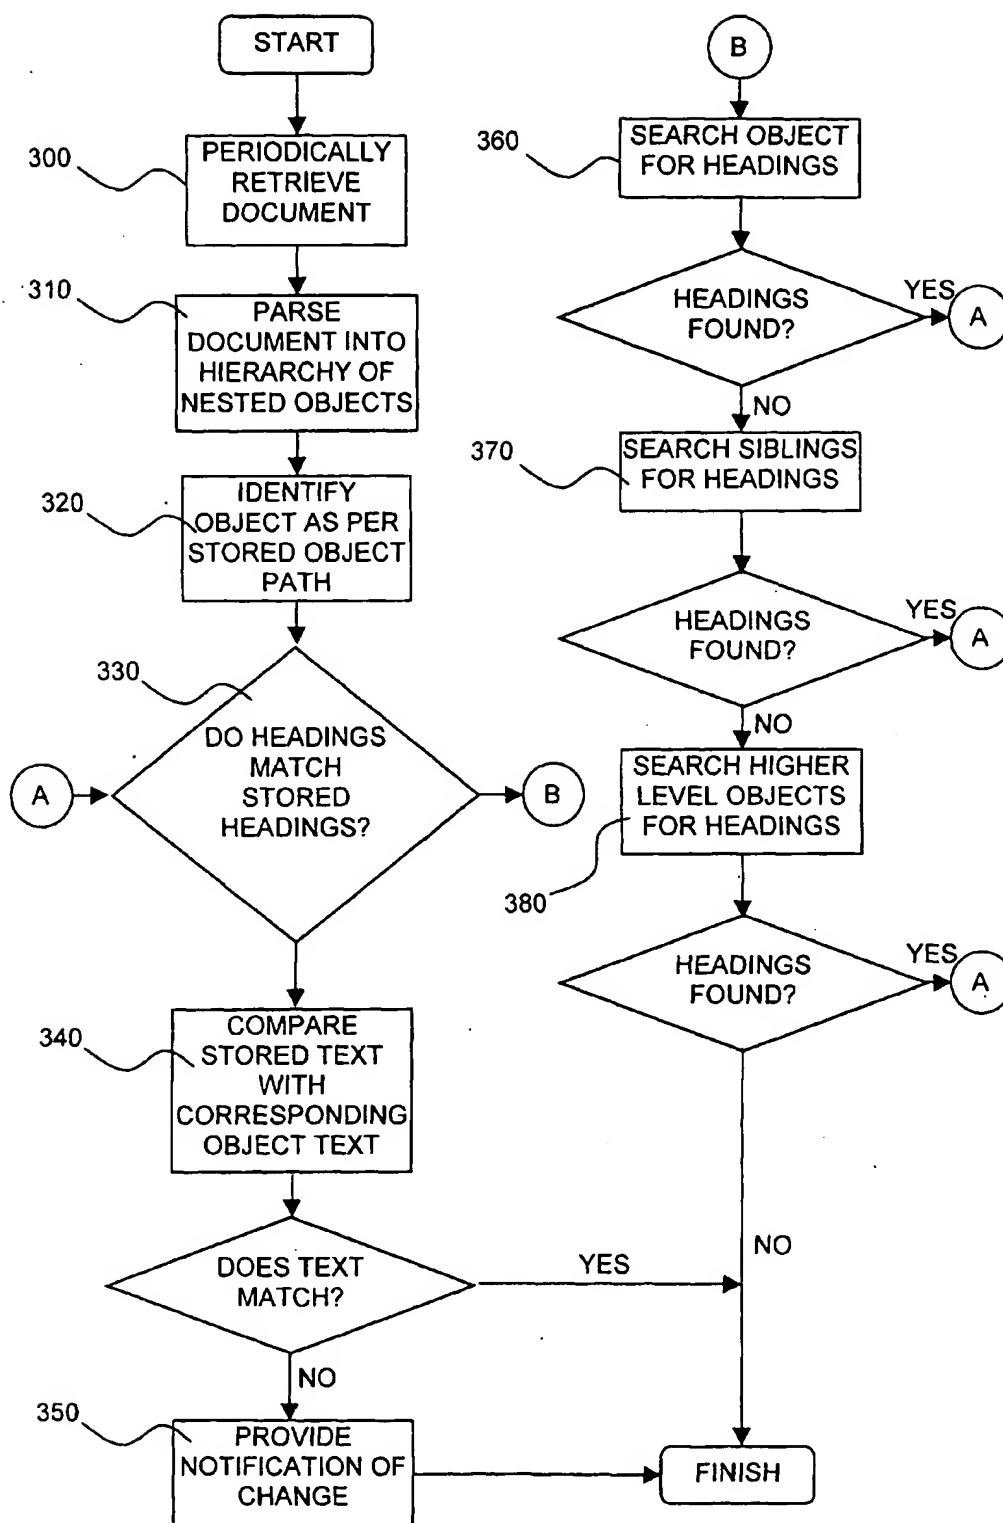 START
300
PERIODICALLY
RETRIEVE
DOCUMENT
310
PARSE
DOCUMENT INTO
HIERARCHY OF
NESTED OBJECTS
320
IDENTIFY
OBJECT AS PER
STORED OBJECT
PATH
330
DO HEADINGS
MATCH
STORED
HEADINGS?
A
B
340
COMPARE
STORED TEXT
WITH
CORRESPONDING
OBJECT TEXT
DOES TEXT
MATCH?
YES
NO
350
PROVIDE
NOTIFICATION OF
CHANGE
B
360
SEARCH OBJECT
FOR HEADINGS
HEADINGS
FOUND?
YES
A
NO
370
SEARCH SIBLINGS
FOR HEADINGS
HEADINGS
FOUND?
YES
A
NO
SEARCH HIGHER
LEVEL OBJECTS
FOR HEADINGS
380
HEADINGS
FOUND?
YES
A
NO
FINISH